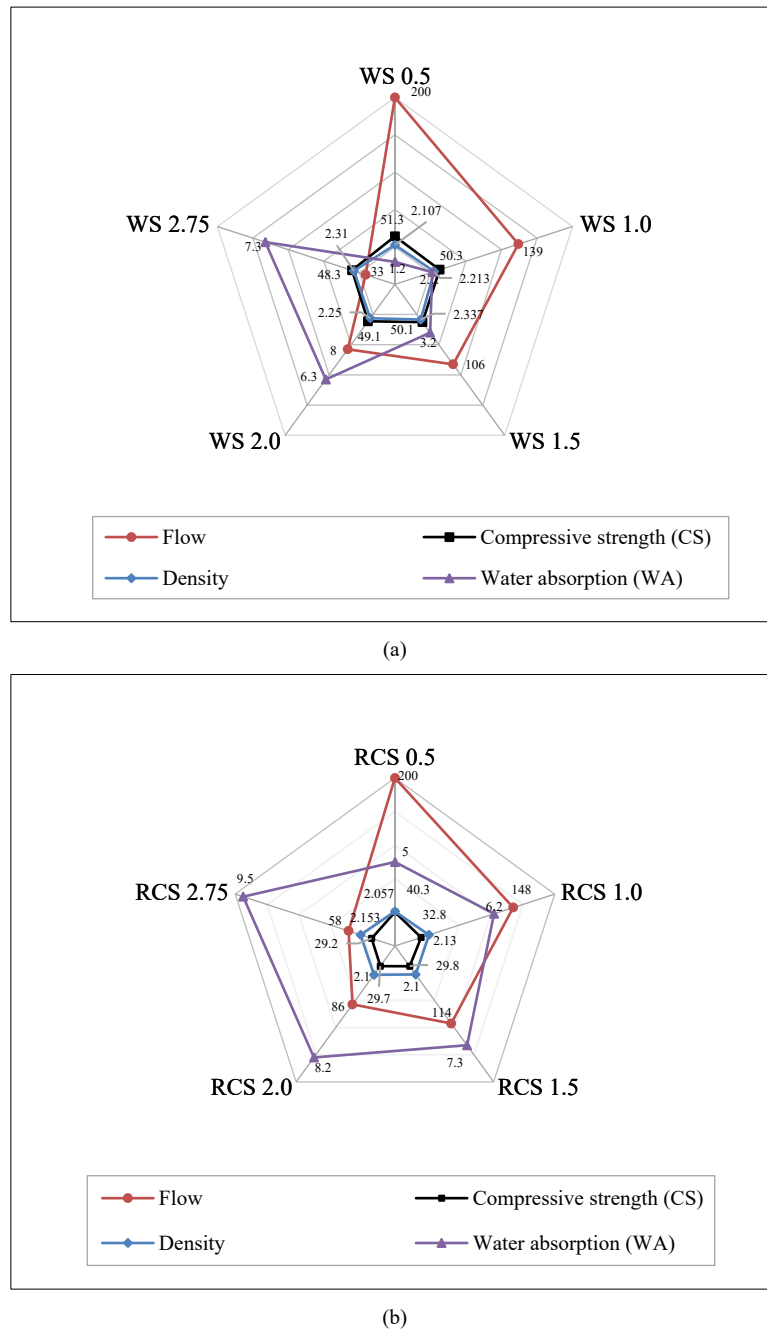 WS 0.5
200
2.107
51.3
WS 2.75
2.31
50.3
WS 1.0
7.3
139
1.2
33
48.3
2.213
2.25
2.337
50.1
49.1
3.2
8
106
6.3
WS 2.0
WS 1.5
Flow
Compressive strength (CS)
Density
Water absorption (WA)
(a)
RCS 0.5
200
5
9.5
RCS 2.75
40.3
148
RCS 1.0
2.057
6.2
58
2.153
32.8
2.13
29.2
29.8
2.1
2.1
29.7
86
114
8.2
7.3
RCS 2.0
RCS 1.5
Flow
Compressive strength (CS)
Density
Water absorption (WA)
(b)